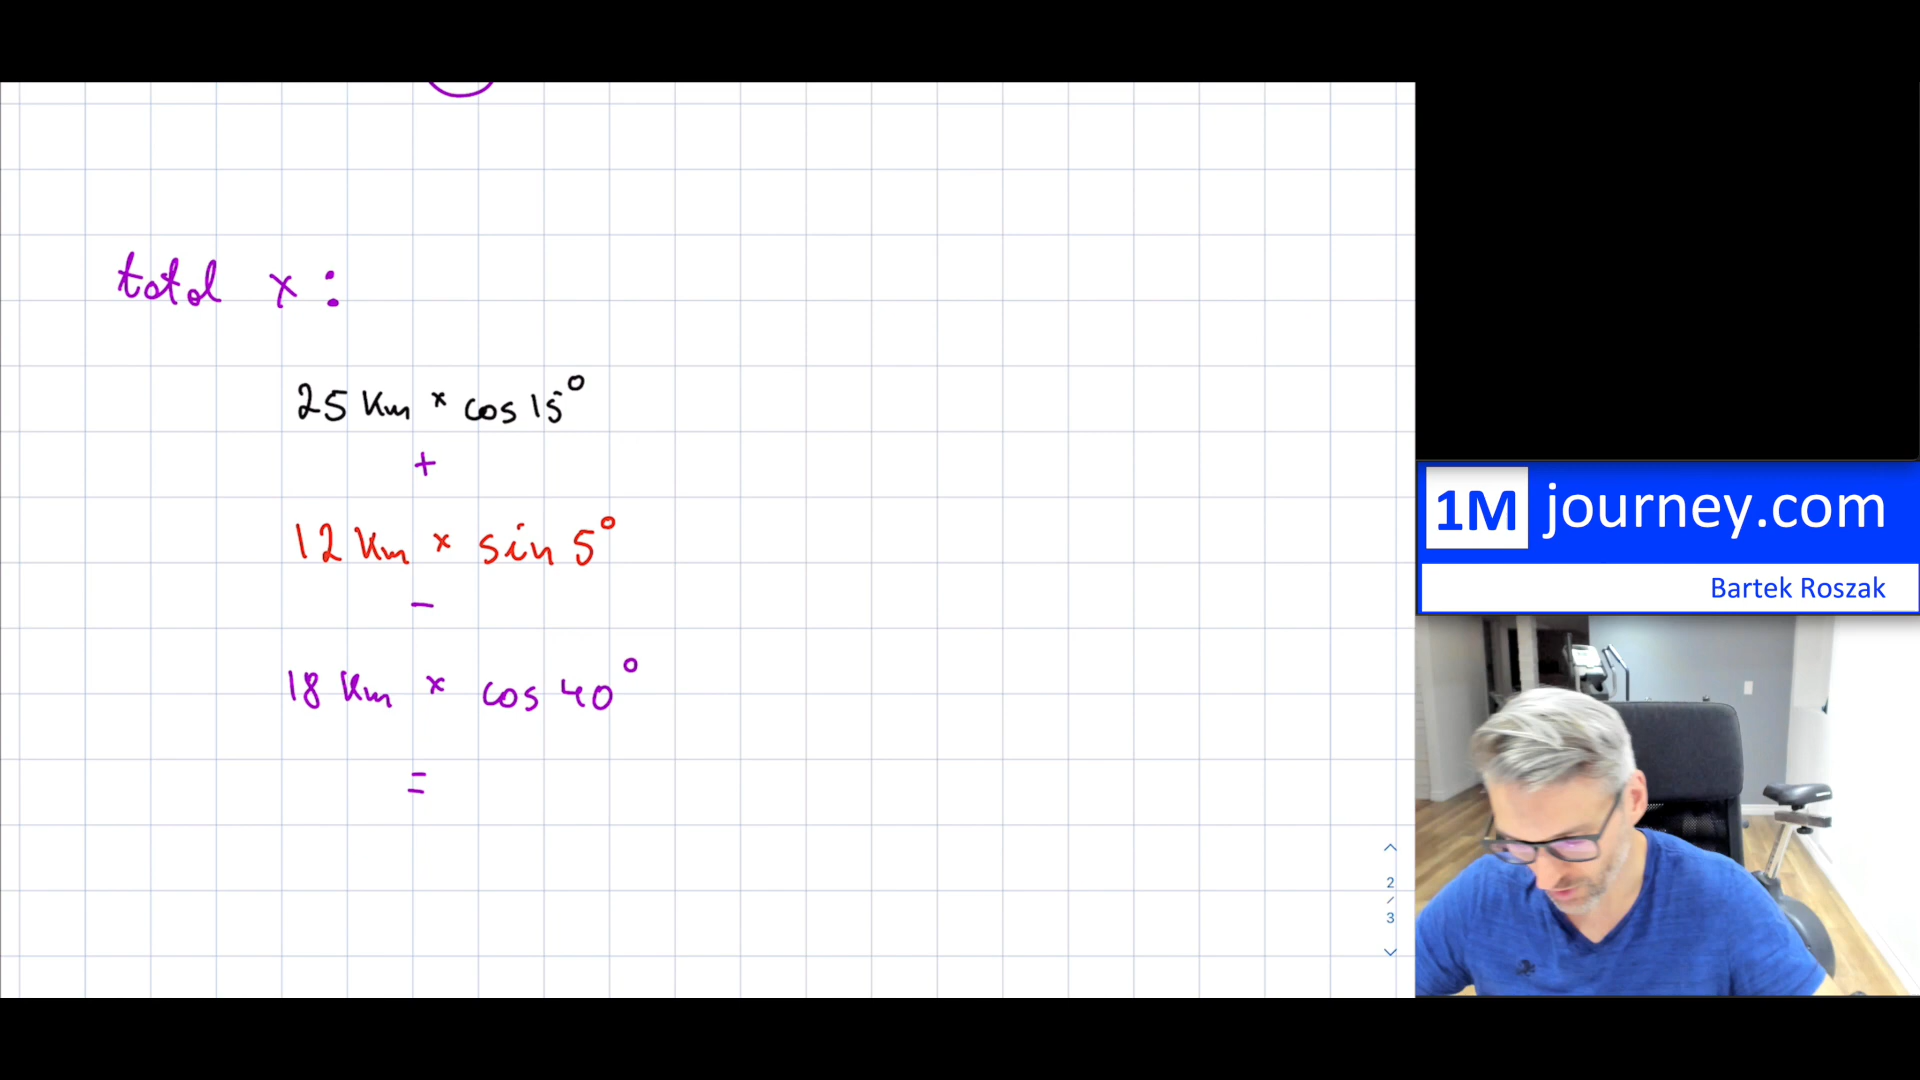 total x :
25 Km × cos 15°
+
12 Km × sin 5°
-
18 Km × cos 40°
=
1M journey.com
Bartek Roszak
2
/
3